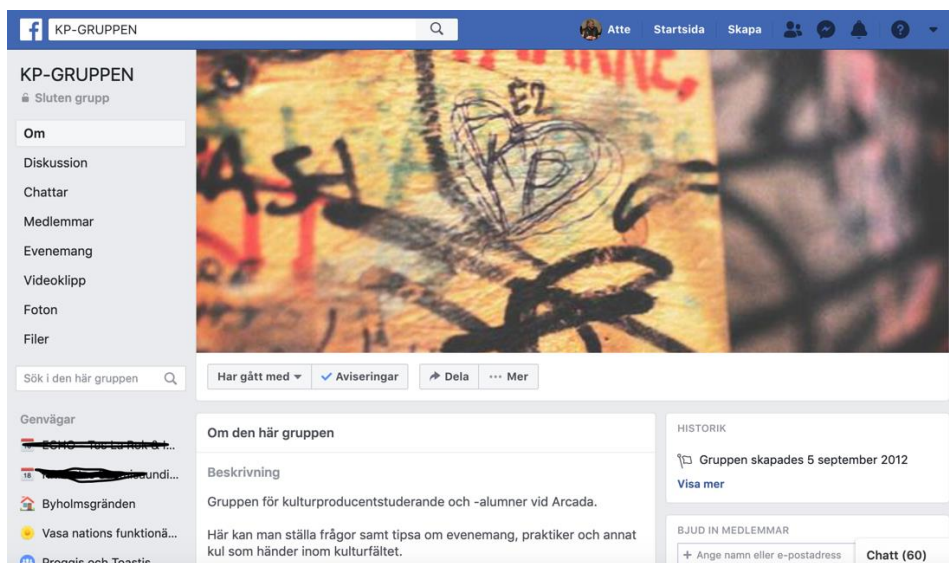 KP-GRUPPEN
Atte
Startsida
Skapa
KP-GRUPPEN
Sluten grupp
Om
Diskussion
Chattar
Medlemmar
Evenemang
Videoklipp
Foton
Filer
Sök i den här gruppen
Genvägar
Byholmsgränden
Vasa nations funktionä...
Proggis och Toastis
E2
KP
Har gått med
Aviseringar
Dela
Mer
Om den här gruppen
Beskrivning
Gruppen för kulturproducentstuderande och -alumner vid Arcada.
Här kan man ställa frågor samt tipsa om evenemang, praktiker och annat
kul som händer inom kulturfältet.
HISTORIK
Gruppen skapades 5 september 2012
Visa mer
BJUD IN MEDLEMMAR
+ Ange namn eller e-postadress
Chatt (60)